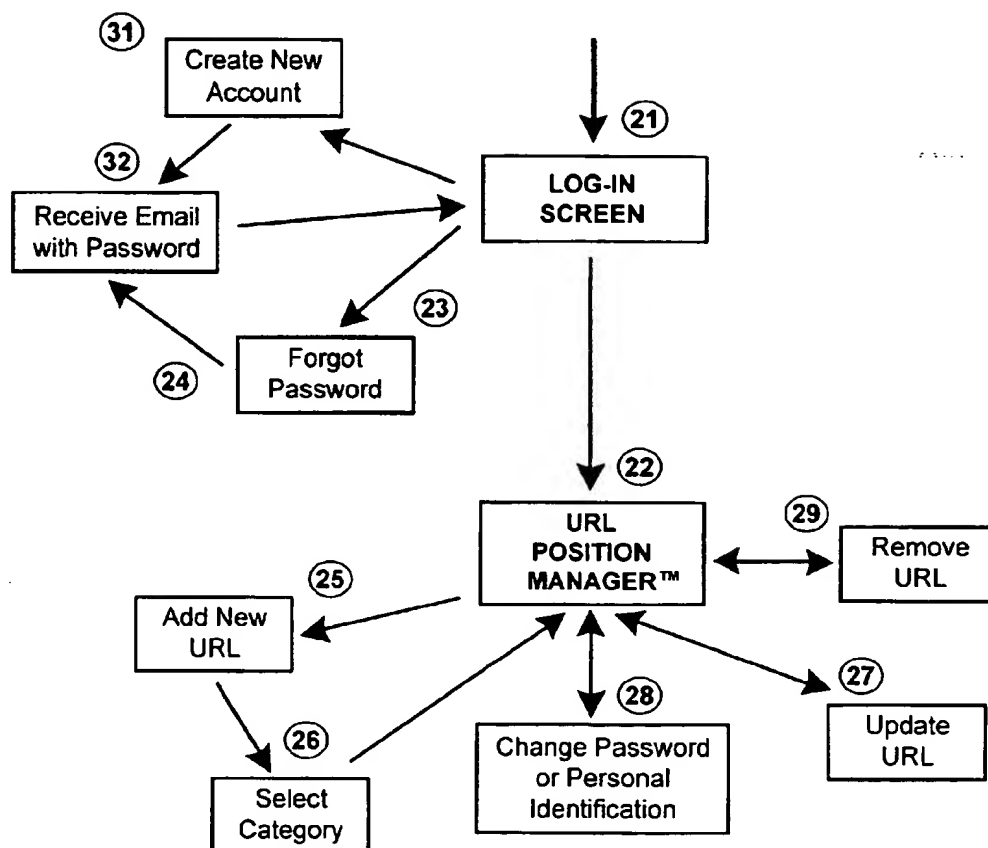 31
Create New
Account
21
LOG-IN
SCREEN
32
Receive Email
with Password
23
Forgot
Password
24
22
URL
POSITION
MANAGER™
29
Remove
URL
25
Add New
URL
28
Change Password
or Personal
Identification
27
Update
URL
26
Select
Category